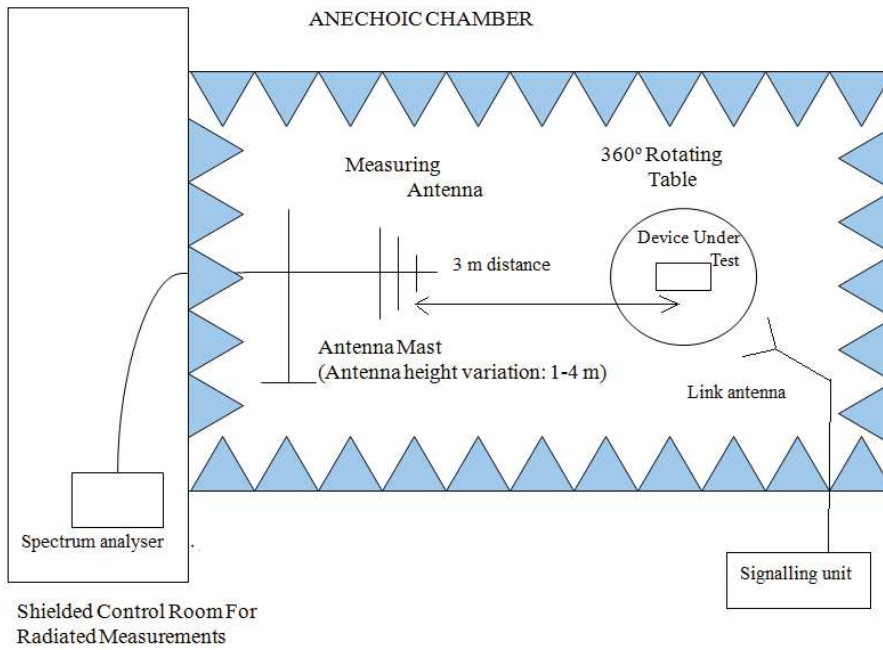 ANECHOIC CHAMBER
Measuring
Antenna
360º Rotating
Table
Device Under
Test
3 m distance
Antenna Mast
(Antenna height variation: 1-4 m)
Link antenna
Spectrum analyser
Signalling unit
Shielded Control Room For
Radiated Measurements